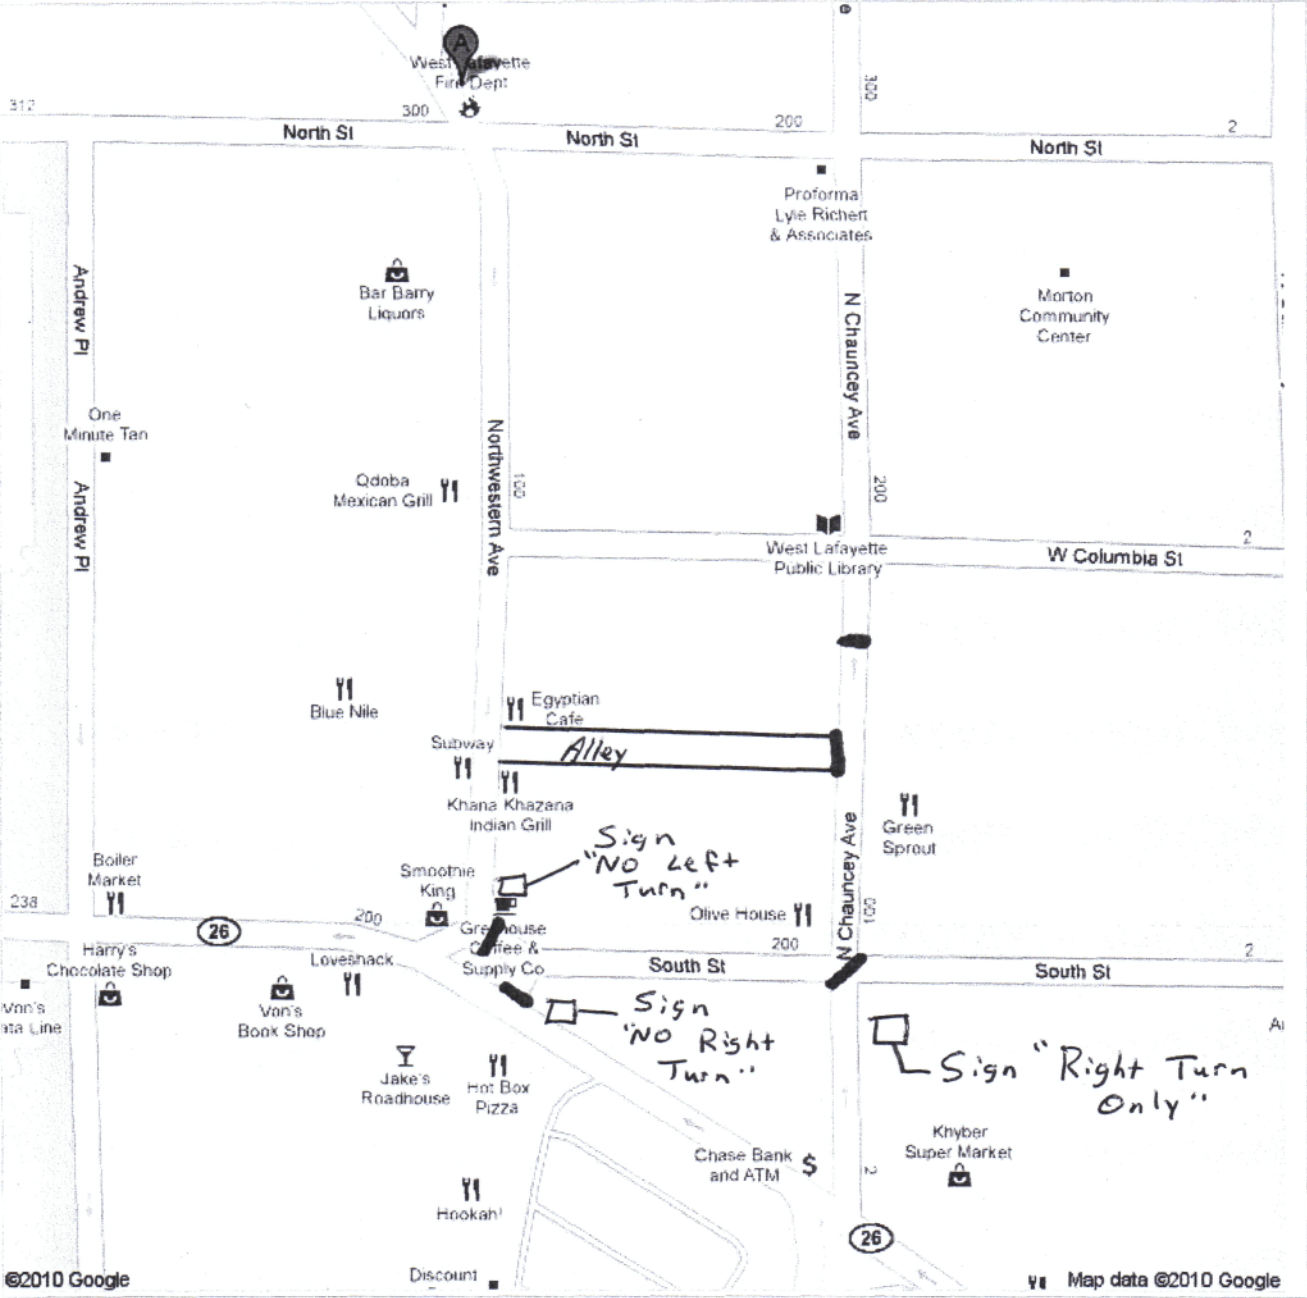 A
West Lafayette
Fire Dept
312
300
North St
North St
200
300
2
North St
Proforma
Lyle Richert
& Associates
Andrew Pl
Bar Barry
Liquors
N Chauncey Ave
Morton
Community
Center
One
Minute Tan
Andrew Pl
Qdoba
Mexican Grill
Northwestern Ave
100
200
West Lafayette
Public Library
2
W Columbia St
Blue Nile
Egyptian
Cafe
Subway
Alley
Khana Khazana
Indian Grill
Green
Sprout
Sign
"NO Left
Turn"
Boiler
Market
Smoothie
King
238
26
200
Olive House
N Chauncey Ave
100
Greyhouse
Coffee &
Supply Co
South St
200
2
South St
Harry's
Chocolate Shop
Loveshack
Von's
Book Shop
Von's
ata Line
Sign
"NO Right
Turn"
Sign "Right Turn
Only"
Jake's
Roadhouse
Hot Box
Pizza
Khyber
Super Market
Chase Bank
and ATM
$
2
Hookah!
26
Discount
©2010 Google
Map data ©2010 Google